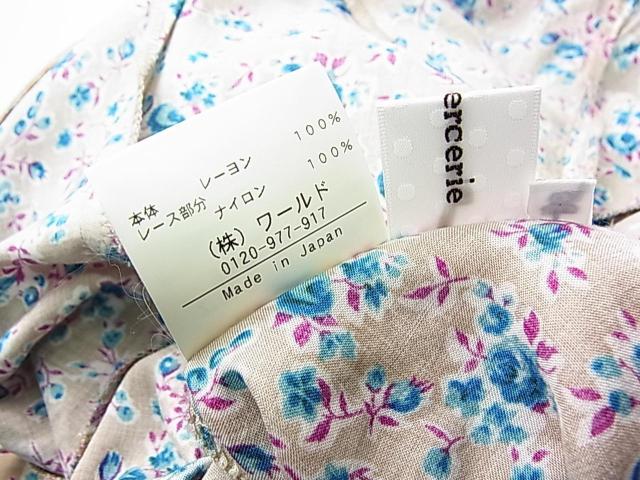 本体 レーヨン 100%
レース部分 ナイロン 100%
(株) ワールド
0120-977-917
Made in Japan
ercerie